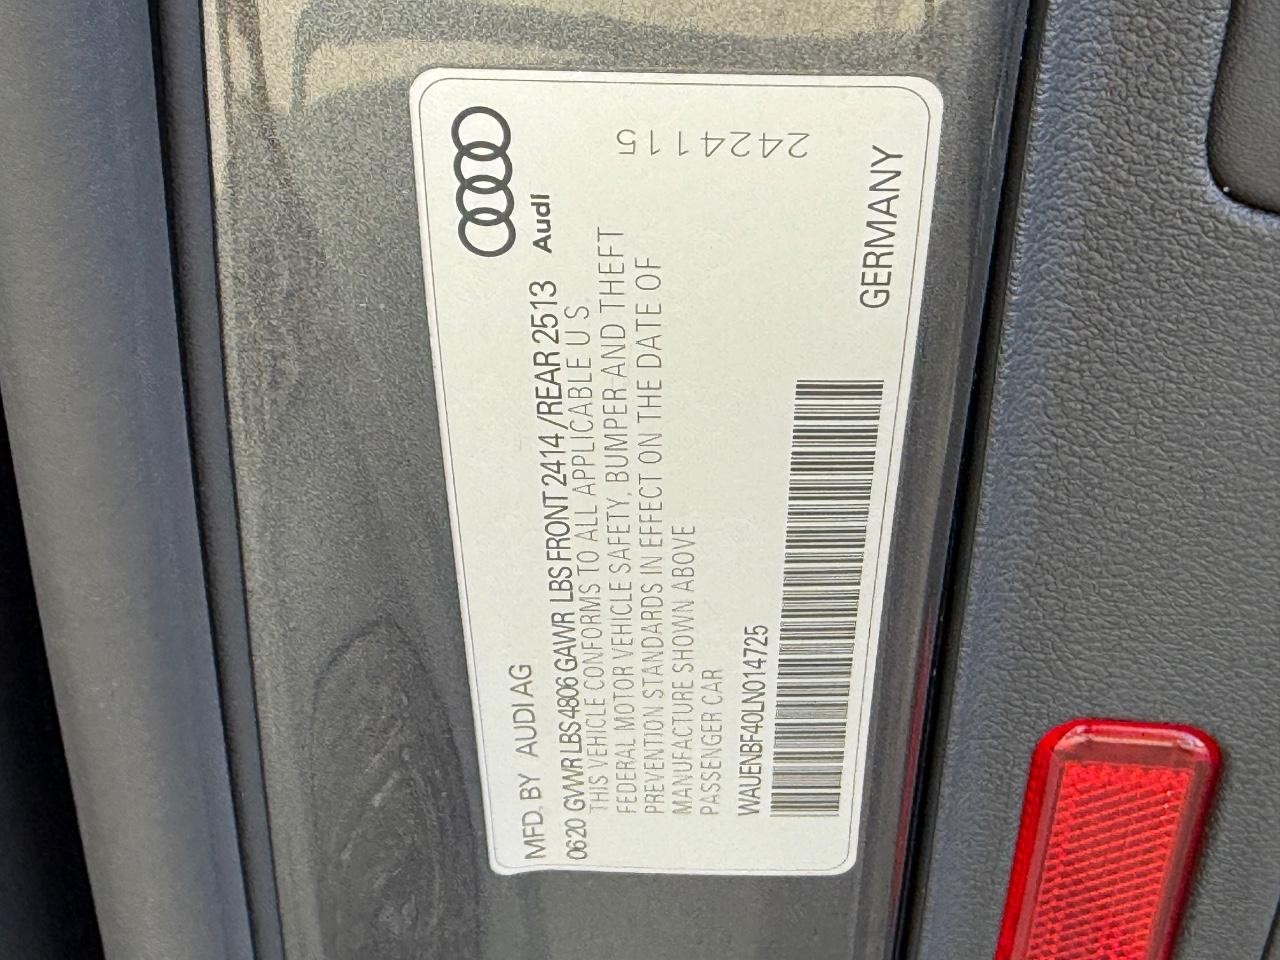 Audi
MFD. BY AUDI AG
0620 GVWR LBS 4806 GAWR LBS FRONT 2414 /REAR 2513
THIS VEHICLE CONFORMS TO ALL APPLICABLE U S
FEDERAL MOTOR VEHICLE SAFETY, BUMPER AND THEFT
PREVENTION STANDARDS IN EFFECT ON THE DATE OF
MANUFACTURE SHOWN ABOVE
PASSENGER CAR
WAUENBF40LN014725
2424115
GERMANY